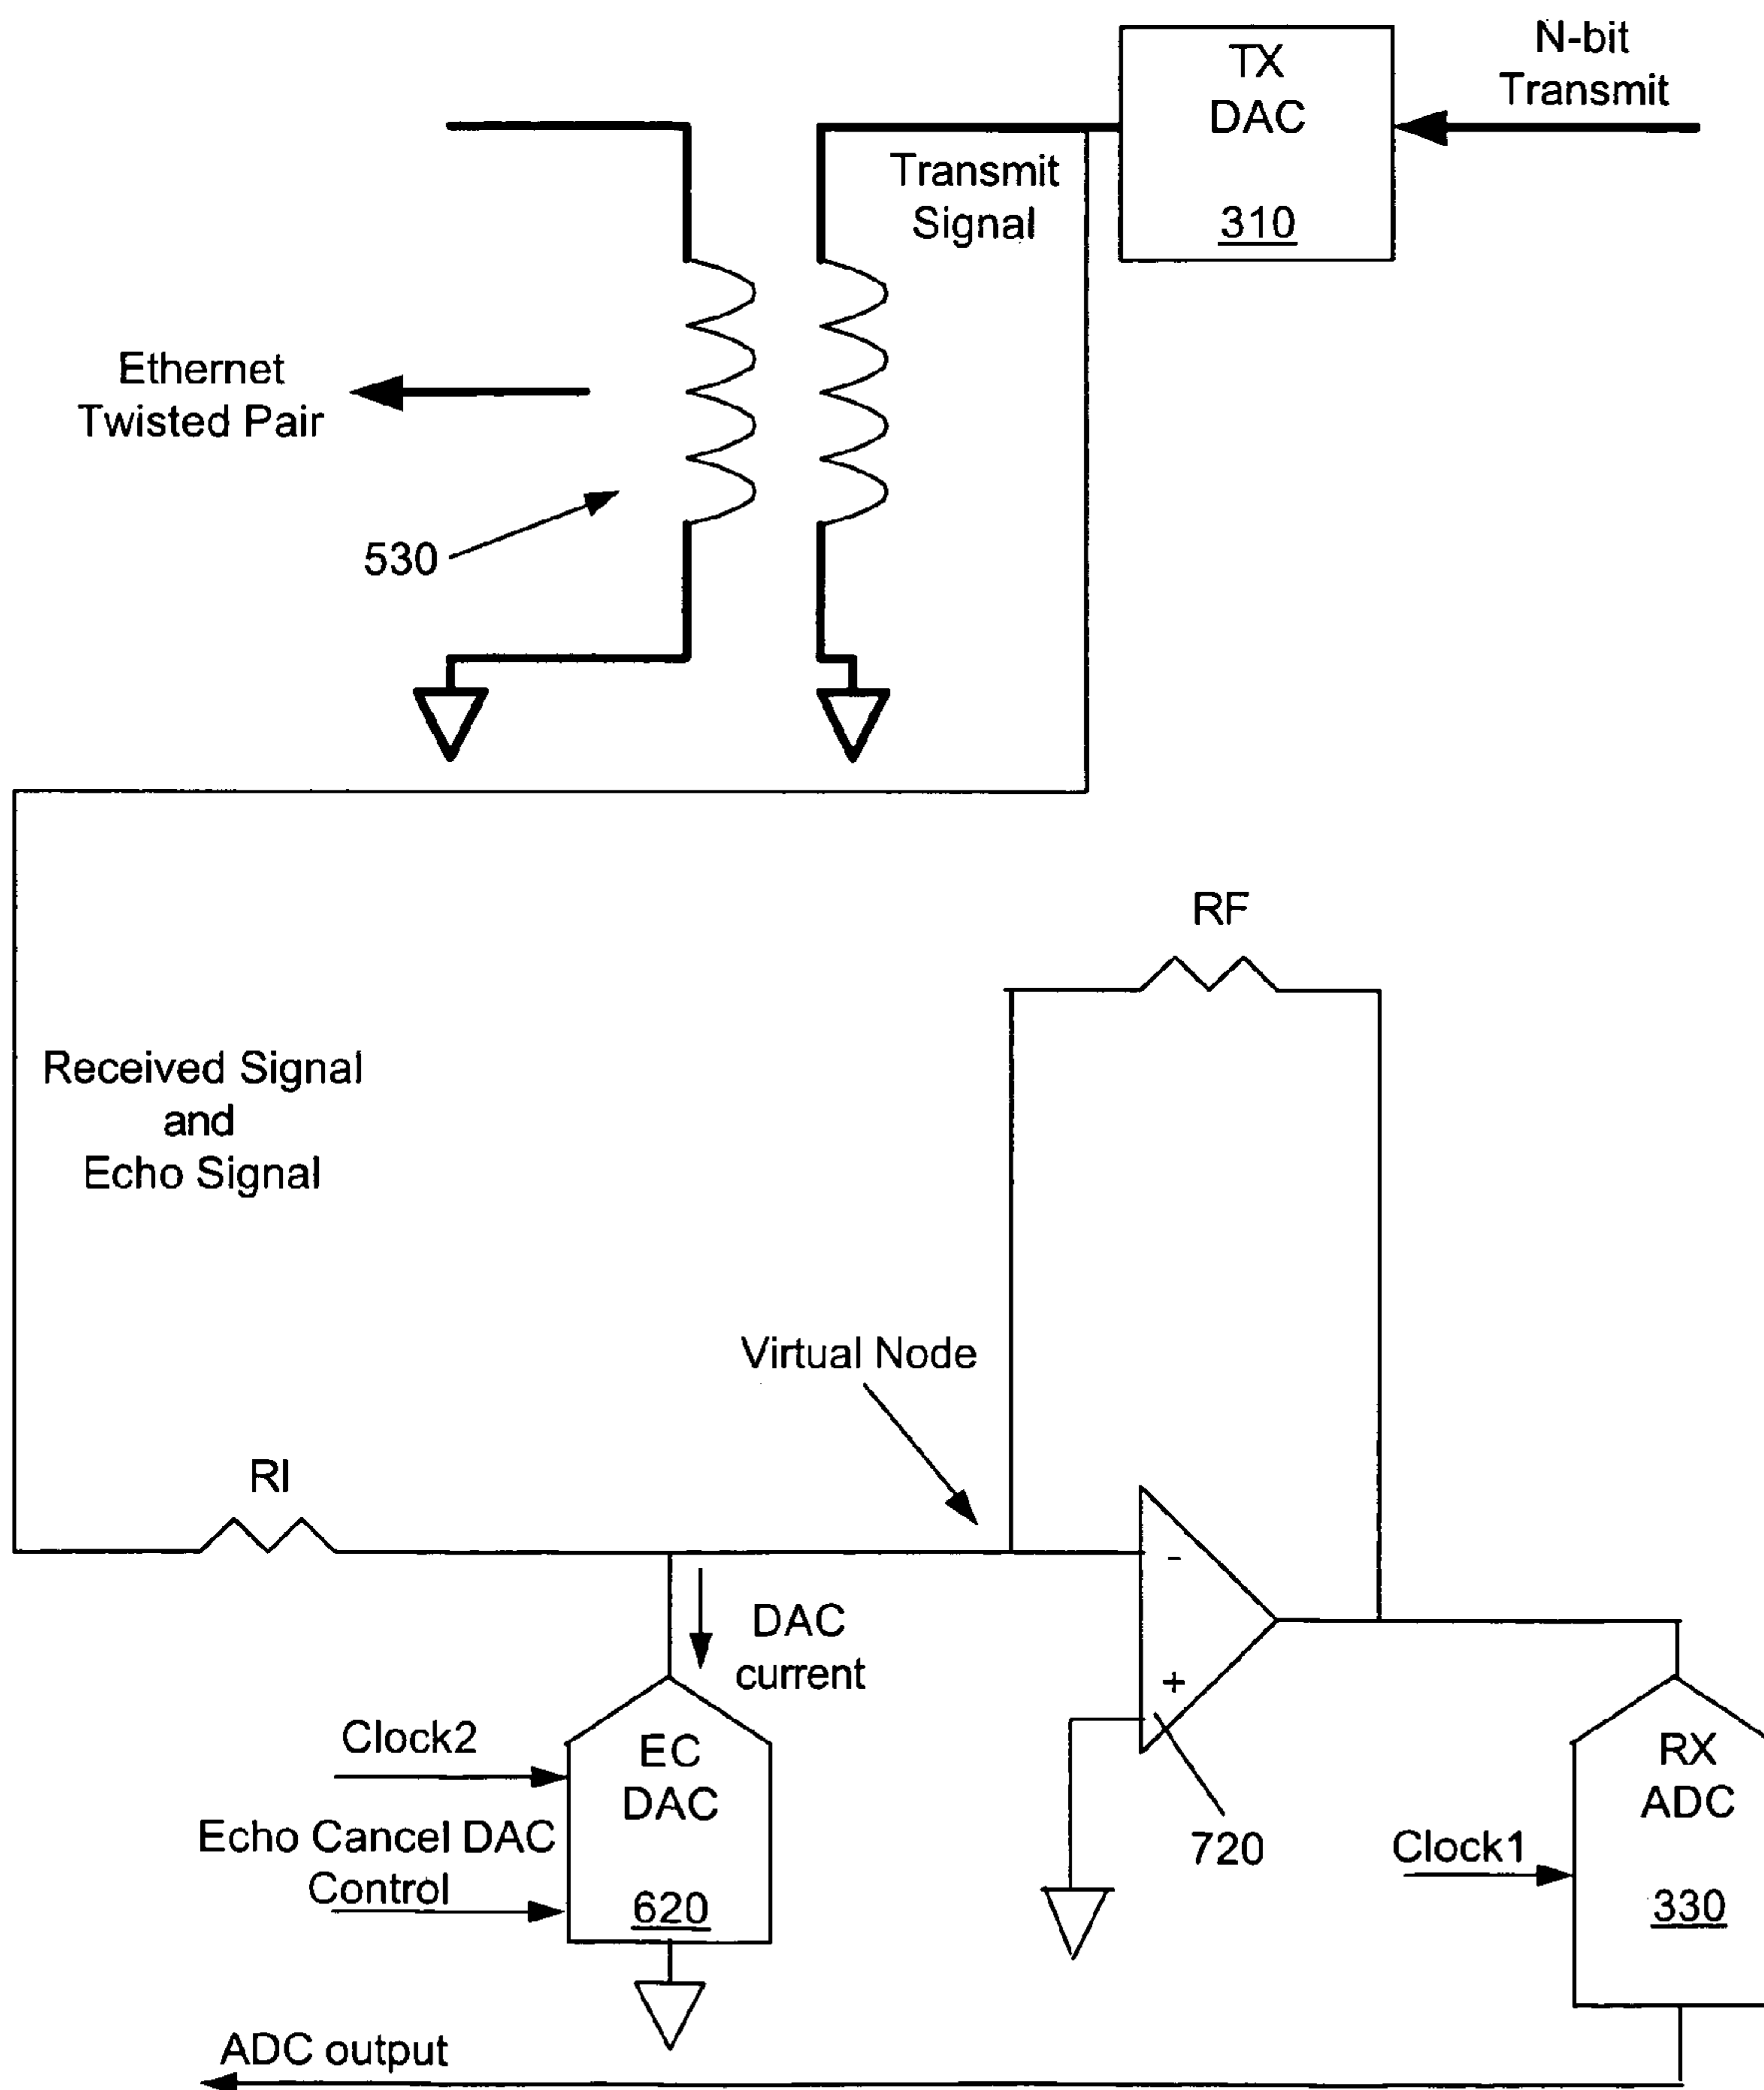 TX
DAC
310
N-bit
Transmit
Transmit
Signal
Ethernet
Twisted Pair
530
RF
Received Signal
and
Echo Signal
Virtual Node
RI
-
+
DAC
current
Clock2
EC
DAC
Echo Cancel DAC
Control
620
720
RX
ADC
Clock1
330
ADC output